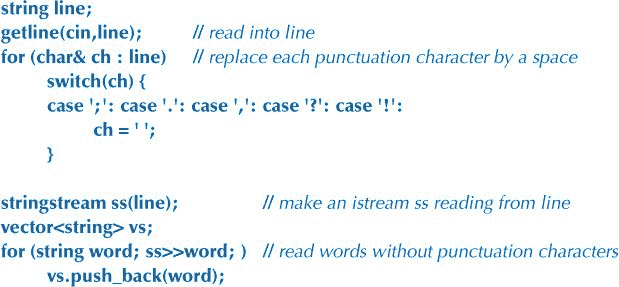 string line;
getline(cin,line); // read into line
for (char& ch : line) // replace each punctuation character by a space
switch(ch) {
case ';': case '.': case ',': case '?': case '!':
ch = ' ';
}
stringstream ss(line); // make an istream ss reading from line
vector<string> vs;
for (string word; ss>>word; ) // read words without punctuation characters
vs.push_back(word);